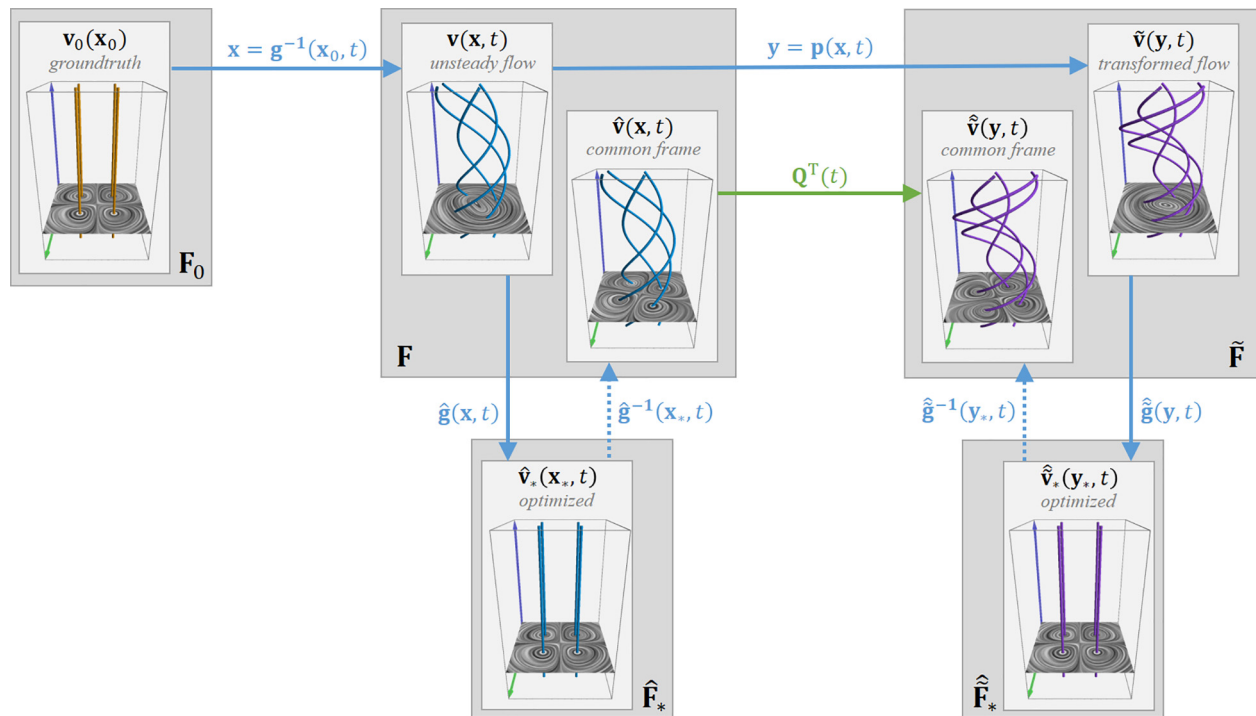 v₀(x₀)
groundtruth
F₀
x = g⁻¹(x₀, t)
v(x, t)
unsteady flow
v̂(x, t)
common frame
F
y = p(x, t)
Qᵀ(t)
ṽ(y, t)
transformed flow
ṽ̂(y, t)
common frame
F̃
ĝ(x, t)
ĝ⁻¹(x*, t)
g̃̂⁻¹(y*, t)
g̃̂(y, t)
v̂*(x*, t)
optimized
F̂*
ṽ̂*(y*, t)
optimized
F̃̂*